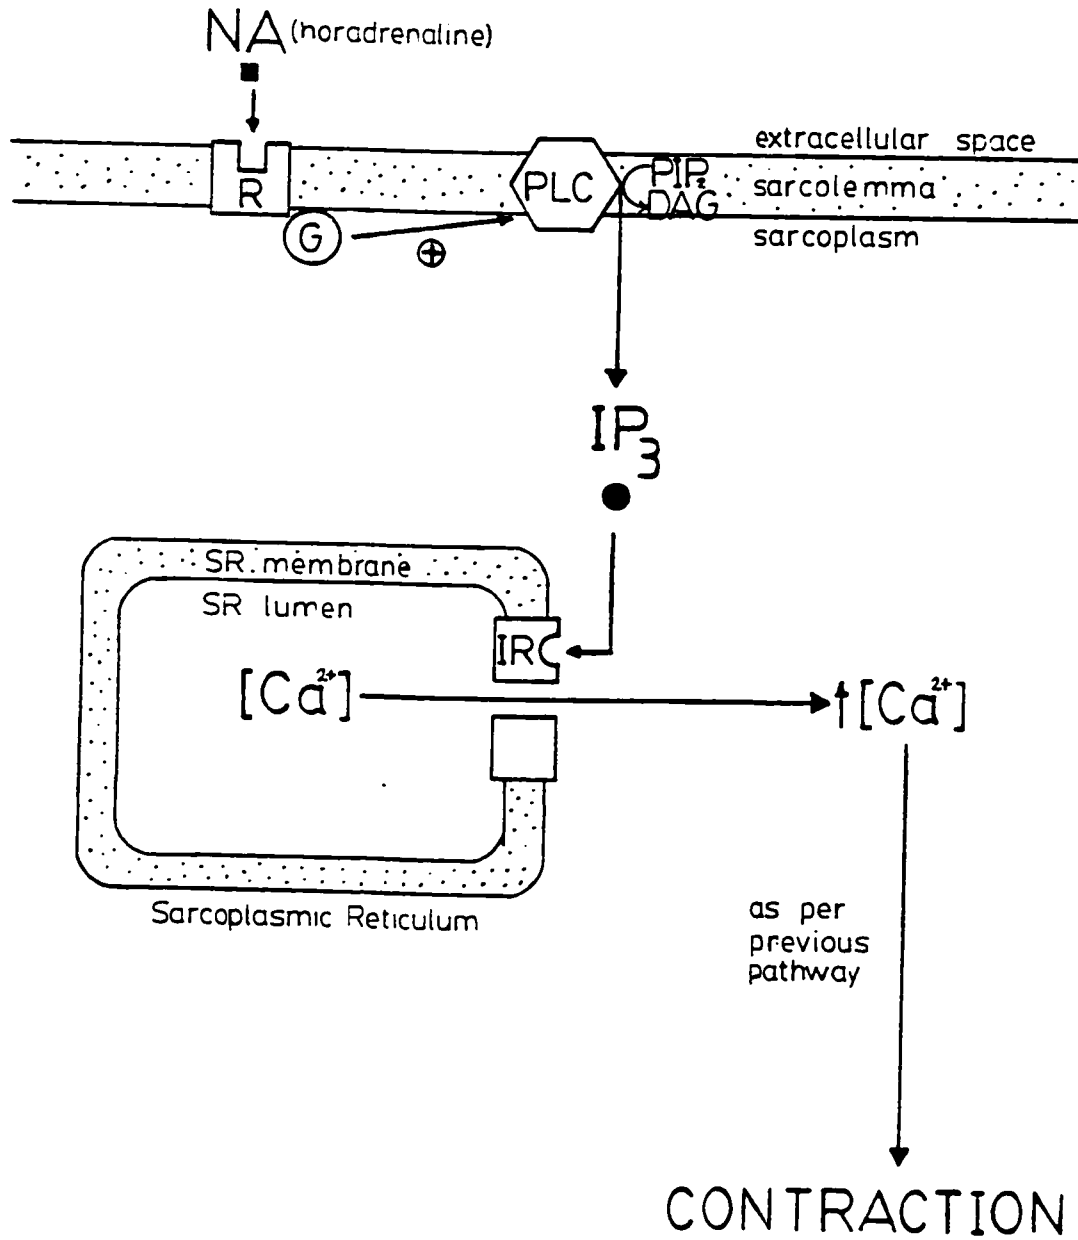 NA (noradrenaline)
extracellular space
R
PLC
PIP₂
sarcolemma
DAG
G
sarcoplasm
⊕
IP₃
SR membrane
SR lumen
IR
[Ca²⁺]
↑[Ca²⁺]
Sarcoplasmic Reticulum
as per
previous
pathway
CONTRACTION